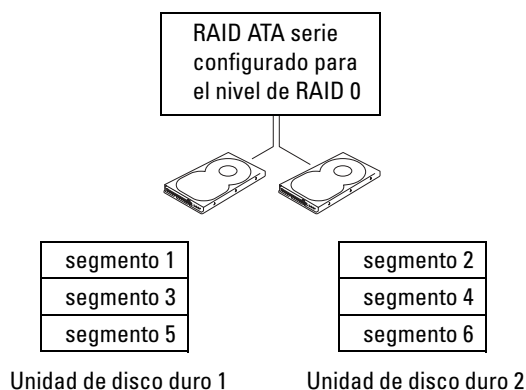 RAID ATA serie
configurado para
el nivel de RAID 0
segmento 1
segmento 3
segmento 5
Unidad de disco duro 1
segmento 2
segmento 4
segmento 6
Unidad de disco duro 2